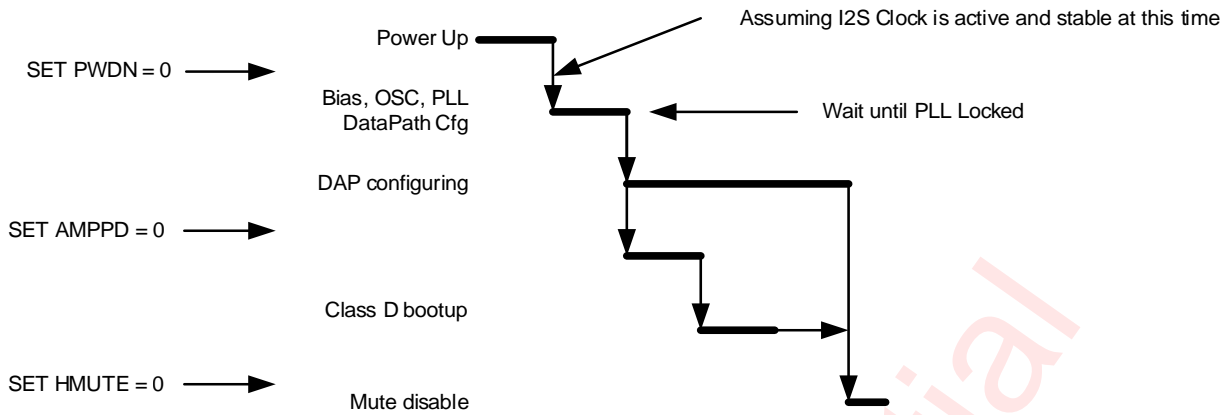 Assuming I2S Clock is active and stable at this time
Power Up
SET PWDN = 0
Bias, OSC, PLL
DataPath Cfg
Wait until PLL Locked
DAP configuring
SET AMPPD = 0
Class D bootup
SET HMUTE = 0
Mute disable